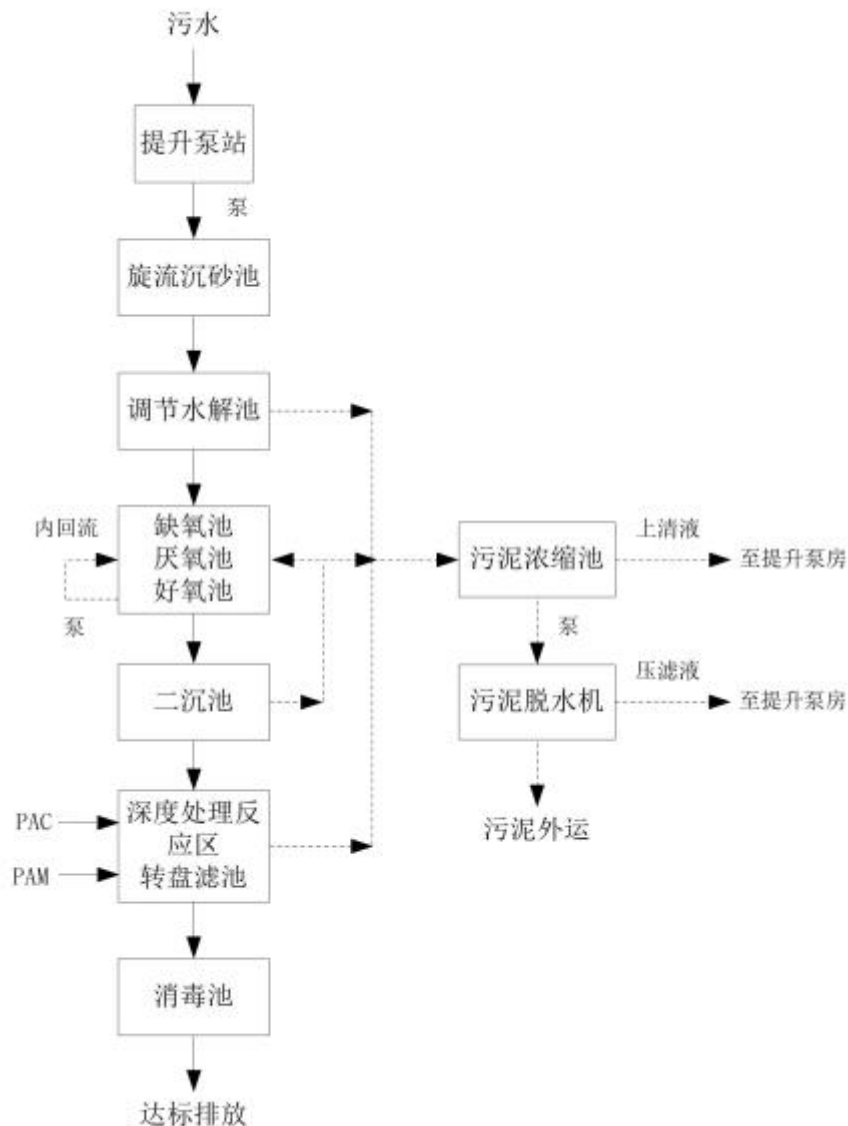 污水
提升泵站
泵
旋流沉砂池
调节水解池
内回流
泵
缺氧池
厌氧池
好氧池
污泥浓缩池
上清液
至提升泵房
泵
二沉池
污泥脱水机
压滤液
至提升泵房
污泥外运
PAC
PAM
深度处理反
应区
转盘滤池
消毒池
达标排放